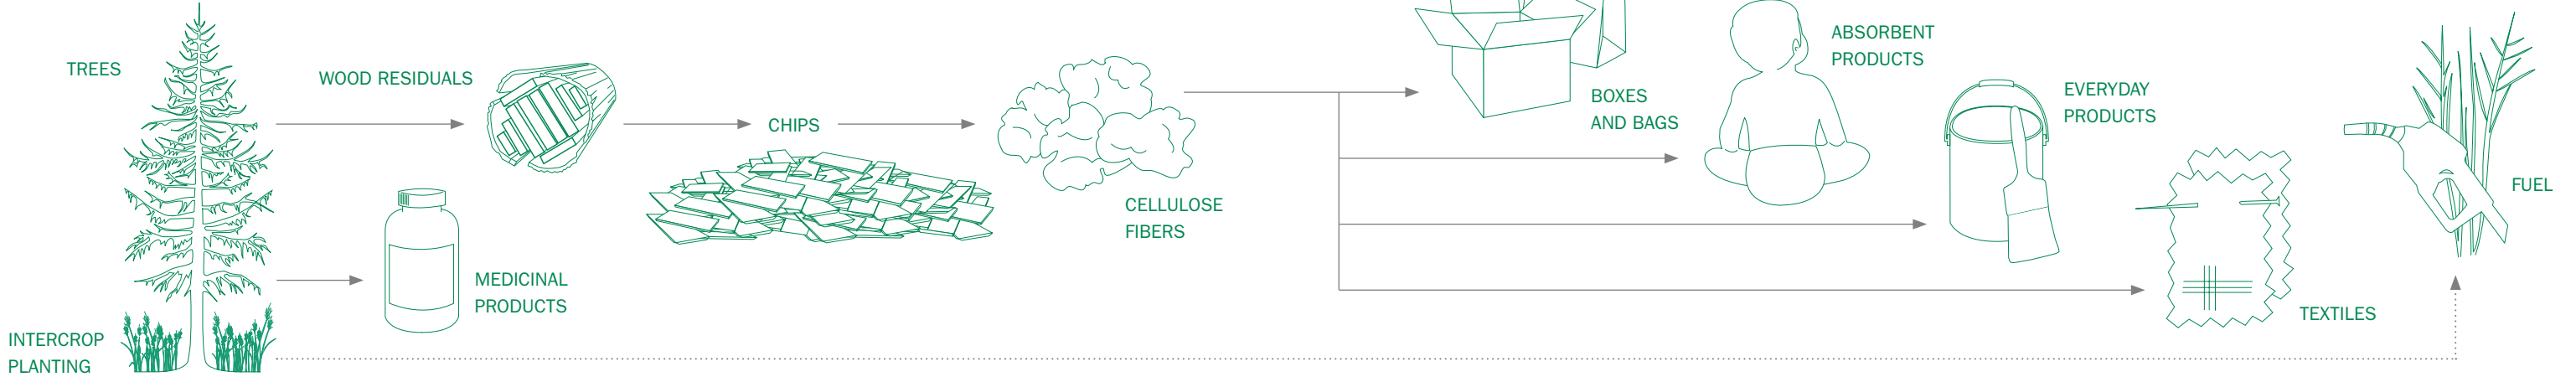 TREES
WOOD RESIDUALS
CHIPS
CELLULOSE
FIBERS
BOXES
AND BAGS
ABSORBENT
PRODUCTS
EVERYDAY
PRODUCTS
TEXTILES
FUEL
MEDICINAL
PRODUCTS
INTERCROP
PLANTING